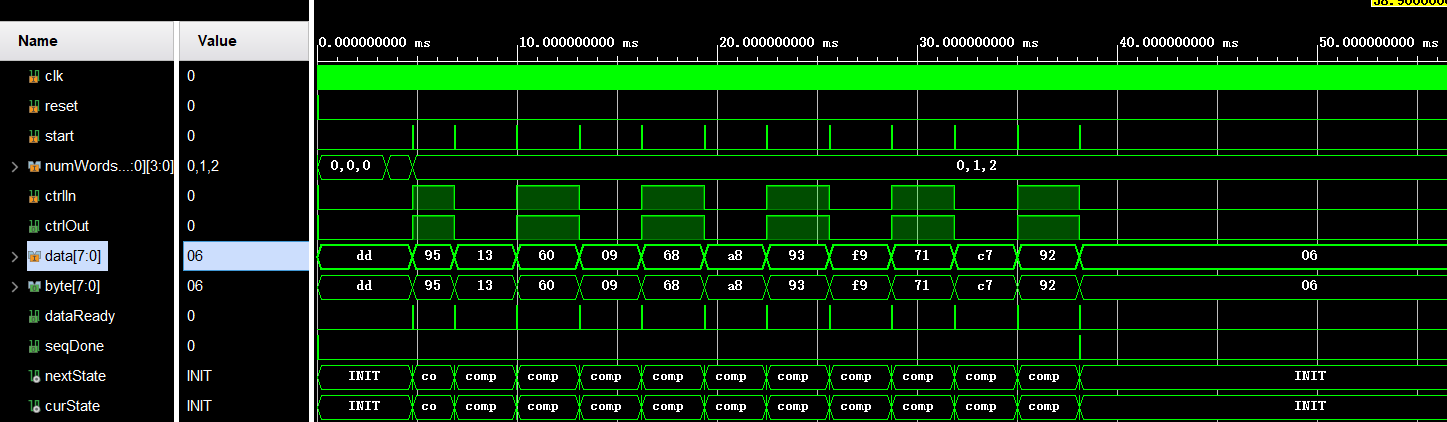 Name Value
0.000000000 ms 10.000000000 ms 20.000000000 ms 30.000000000 ms 40.000000000 ms 50.000000000 ms
clk 0
reset 0
start 0
numWords...:0][3:0] 0,1,2 0,0,0 0,1,2
ctrlIn 0
ctrlOut 0
data[7:0] 06 dd 95 13 60 09 68 a8 93 f9 71 c7 92 06
byte[7:0] 06 dd 95 13 60 09 68 a8 93 f9 71 c7 92 06
dataReady 0
seqDone 0
nextState INIT INIT co comp comp comp comp comp comp comp comp comp comp INIT
curState INIT INIT co comp comp comp comp comp comp comp comp comp comp INIT